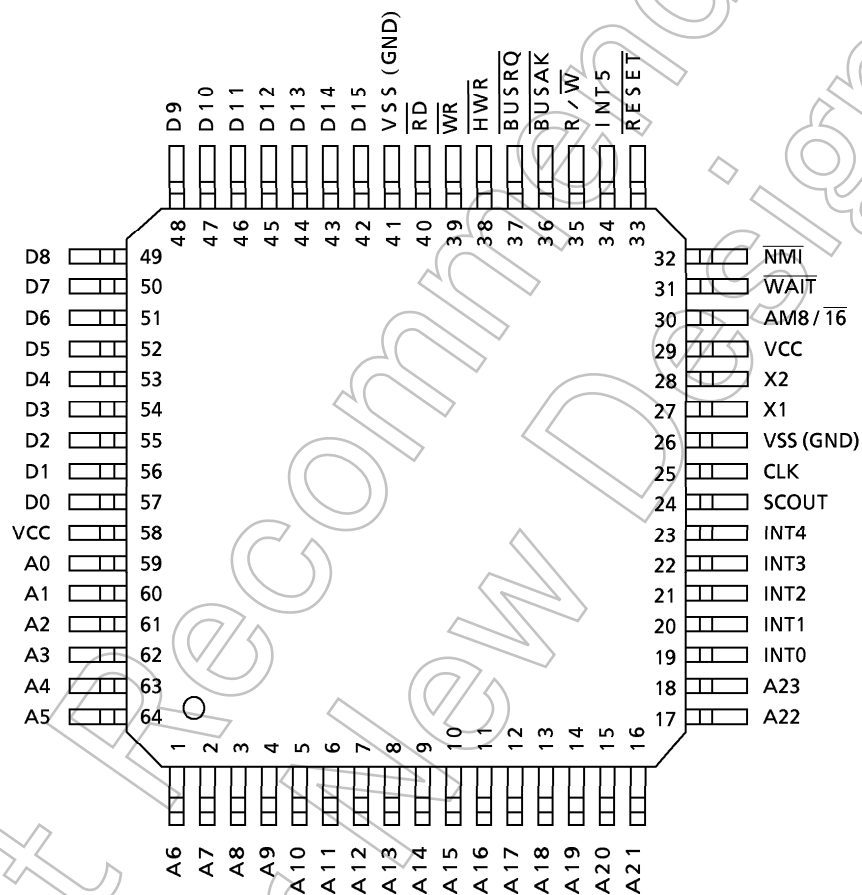 D9
D10
D11
D12
D13
D14
D15
VSS (GND)
RD
WR
HWR
BUSRQ
BUSAK
R/W
INT5
RESET
48
47
46
45
44
43
42
41
40
39
38
37
36
35
34
33
D8 49
D7 50
D6 51
D5 52
D4 53
D3 54
D2 55
D1 56
D0 57
VCC 58
A0 59
A1 60
A2 61
A3 62
A4 63
A5 64
32 NMI
31 WAIT
30 AM8/16
29 VCC
28 X2
27 X1
26 VSS (GND)
25 CLK
24 SCOUT
23 INT4
22 INT3
21 INT2
20 INT1
19 INT0
18 A23
17 A22
1
2
3
4
5
6
7
8
9
10
11
12
13
14
15
16
A6
A7
A8
A9
A10
A11
A12
A13
A14
A15
A16
A17
A18
A19
A20
A21
Recommend
New Design